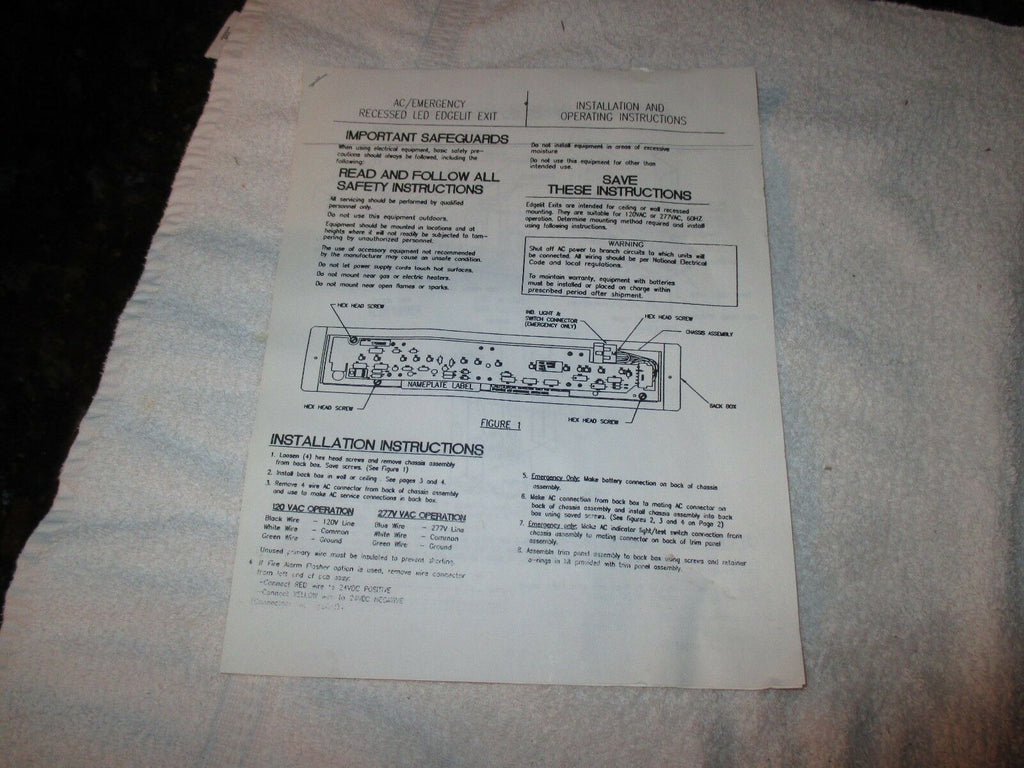 AC/EMERGENCY
RECESSED LED EDGELIT EXIT
INSTALLATION AND
OPERATING INSTRUCTIONS
IMPORTANT SAFEGUARDS
When using electrical equipment, basic safety pre-
cautions should always be followed, including the
following:
READ AND FOLLOW ALL
SAFETY INSTRUCTIONS
All servicing should be performed by qualified
personnel only.
Do not use this equipment outdoors.
Equipment should be mounted in locations and at
heights where it will not readily be subjected to tam-
pering by unauthorized personnel.
The use of accessory equipment not recommended
by the manufacturer may cause an unsafe condition.
Do not let power supply cords touch hot surfaces.
Do not mount near gas or electric heaters.
Do not mount near open flames or sparks.
Do not install equipment in areas of excessive
moisture
Do not use this equipment for other than
intended use.
SAVE
THESE INSTRUCTIONS
Edgelit Exits are intended for ceiling or wall recessed
mounting. They are suitable for 120VAC or 277VAC, 60HZ
operation. Determine mounting method required and install
using following instructions.
WARNING
Shut off AC power to branch circuits to which units will
be connected. All wiring should be per National Electrical
Code and local regulations.
To maintain warranty, equipment with batteries
must be installed or placed on charge within
prescribed period after shipment.
HEX HEAD SCREW
IND. LIGHT &
SWITCH CONNECTOR
(EMERGENCY ONLY)
HEX HEAD SCREW
CHASSIS ASSEMBLY
NAMEPLATE LABEL
HEX HEAD SCREW
HEX HEAD SCREW
BACK BOX
FIGURE 1
INSTALLATION INSTRUCTIONS
1. Loosen (4) hex head screws and remove chassis assembly
from back box. Save screws. (See Figure 1)
2. Install back box in wall or ceiling . See pages 3 and 4.
3. Remove 4 wire AC connector from back of chassis assembly
and use to make AC service connections in back box.
120 VAC OPERATION
Black Wire - 120V Line
White Wire - Common
Green Wire - Ground
277V VAC OPERATION
Blue Wire - 277V Line
White Wire - Common
Green Wire - Ground
Unused primary wire must be insulated to prevent shorting.
4. If Fire Alarm Flasher option is used, remove wire connector
from left end of pcb assy.
-Connect RED wire to 24VDC POSITIVE
-Connect YELLOW wire to 24VDC NEGATIVE
5. Emergency Only: Make battery connection on back of chassis
assembly.
6. Make AC connection from back box to mating AC connector on
back of chassis assembly and install chassis assembly into back
box using saved screws. (See figures 2, 3 and 4 on Page 2)
7. Emergency only: Make AC indicator light/test switch connection from
chassis assembly to mating connector on back of trim panel
assembly.
8. Assemble trim panel assembly to back box using screws and retainer
o-rings in kit provided with trim panel assembly.